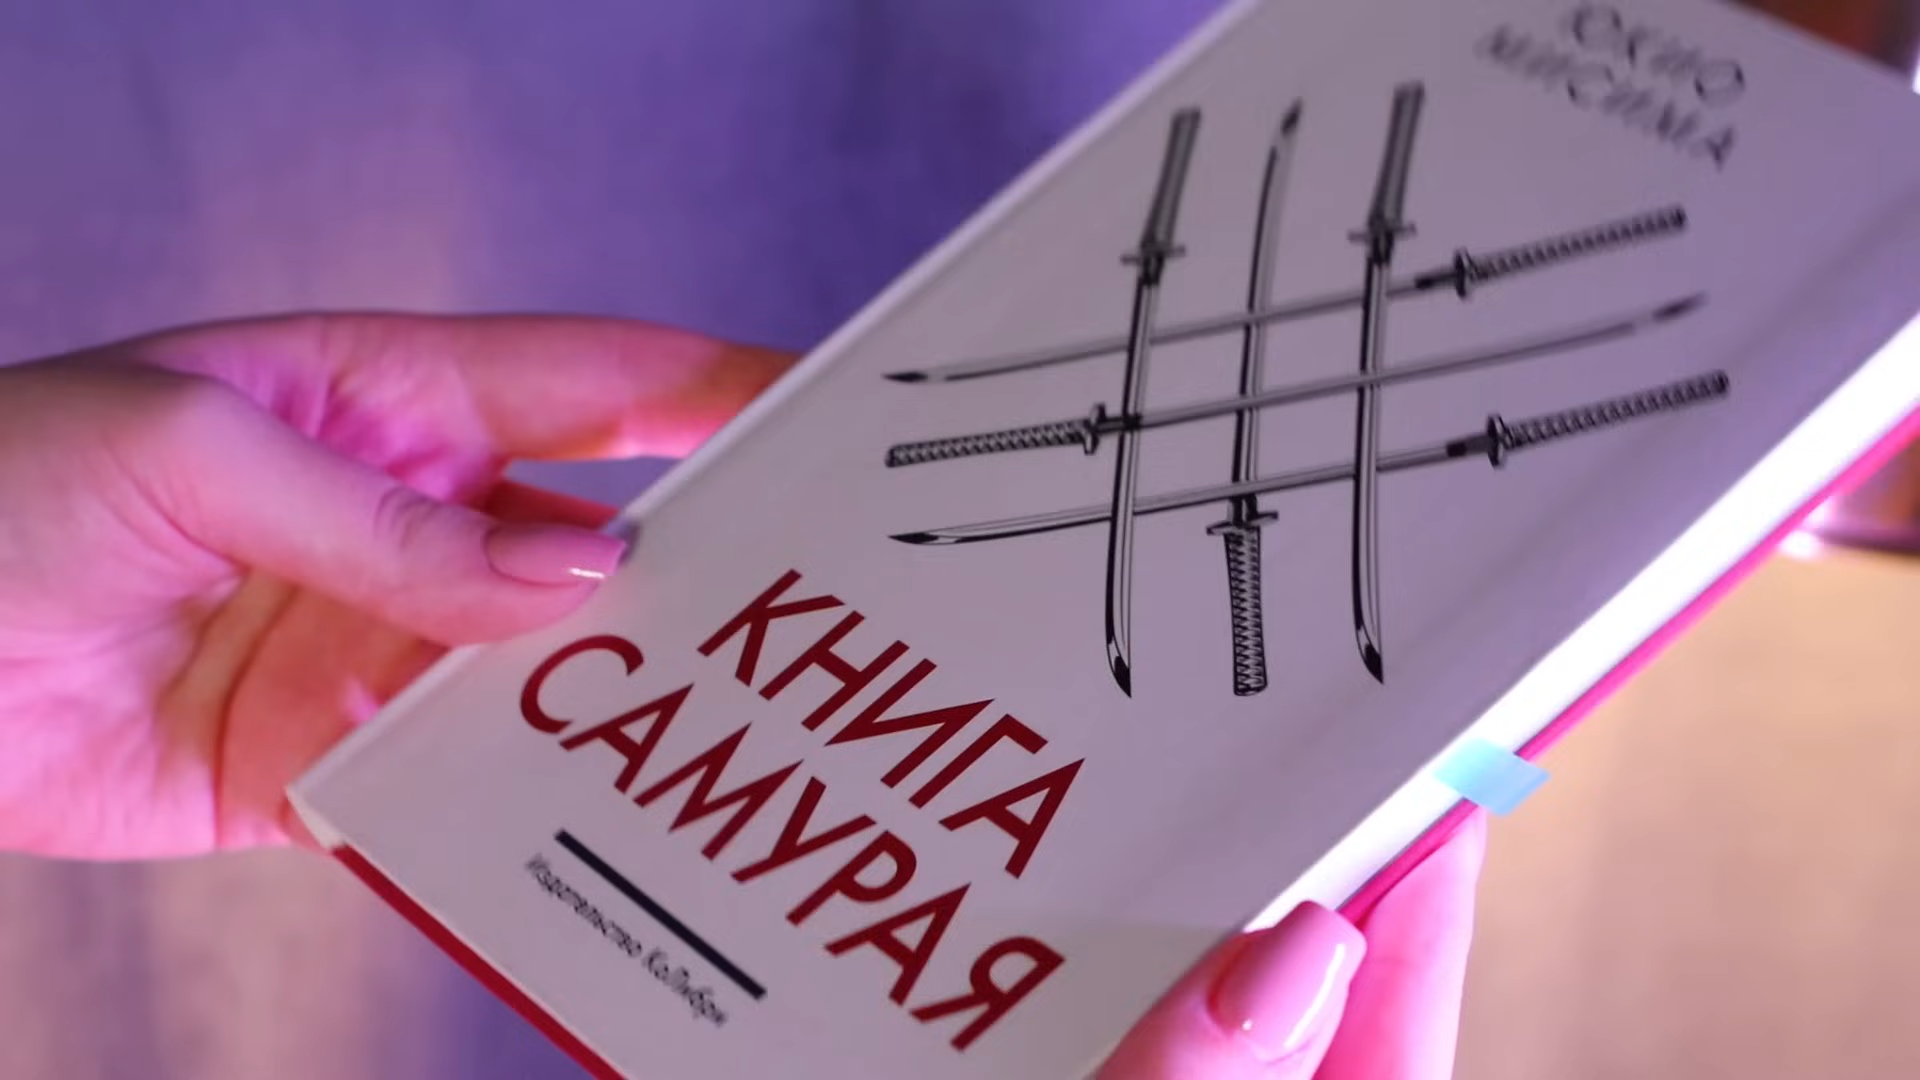 ЮКИО
МИСИМА
КНИГА
САМУРАЯ
Издательство КоЛибри